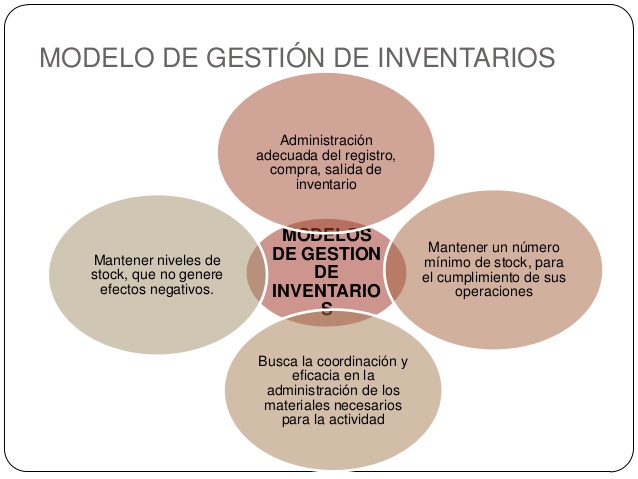 MODELO DE GESTIÓN DE INVENTARIOS
Administración
adecuada del registro,
compra, salida de
inventario
Mantener niveles de
stock, que no genere
efectos negativos.
MODELOS
DE GESTION
DE
INVENTARIO
S
Mantener un número
mínimo de stock, para
el cumplimiento de sus
operaciones
Busca la coordinación y
eficacia en la
administración de los
materiales necesarios
para la actividad